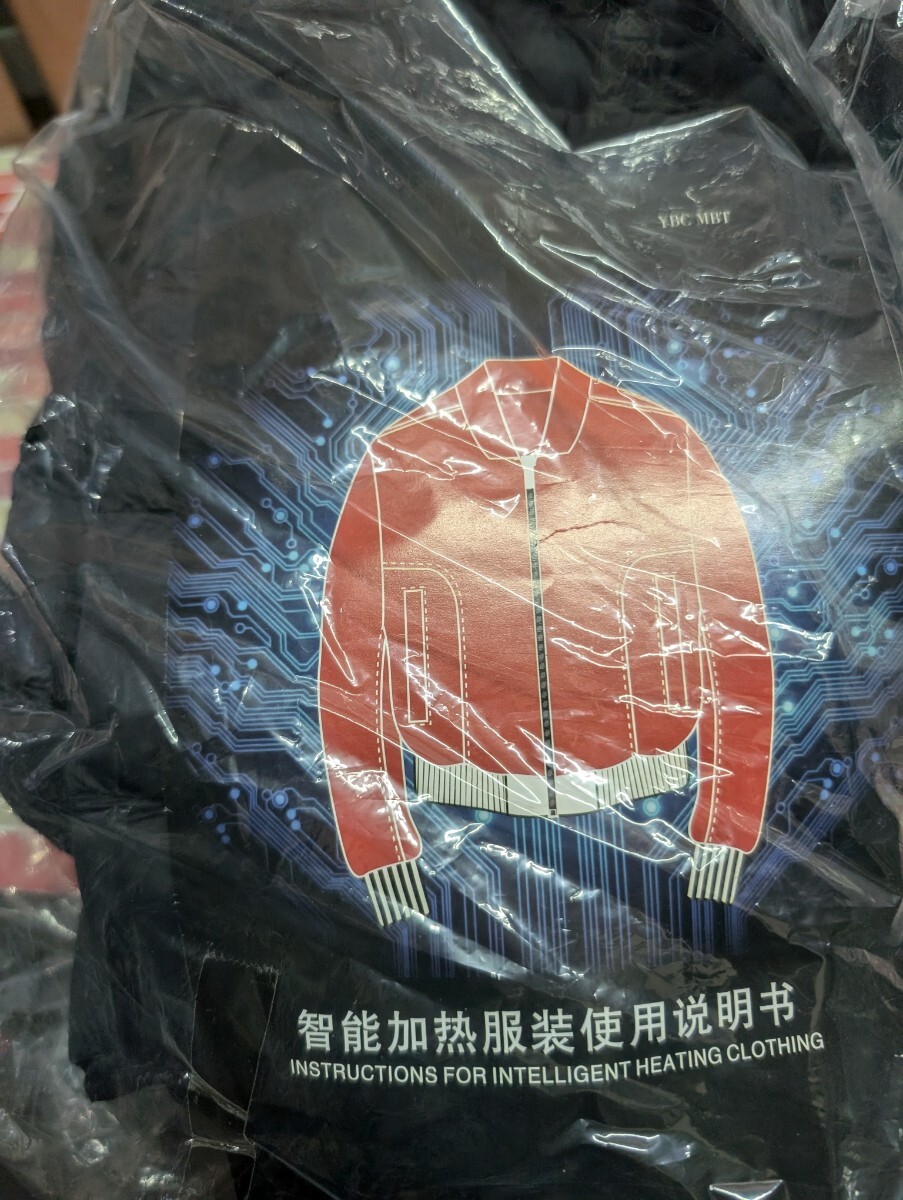 YBC MBT
智能加热服装使用说明书
INSTRUCTIONS FOR INTELLIGENT HEATING CLOTHING